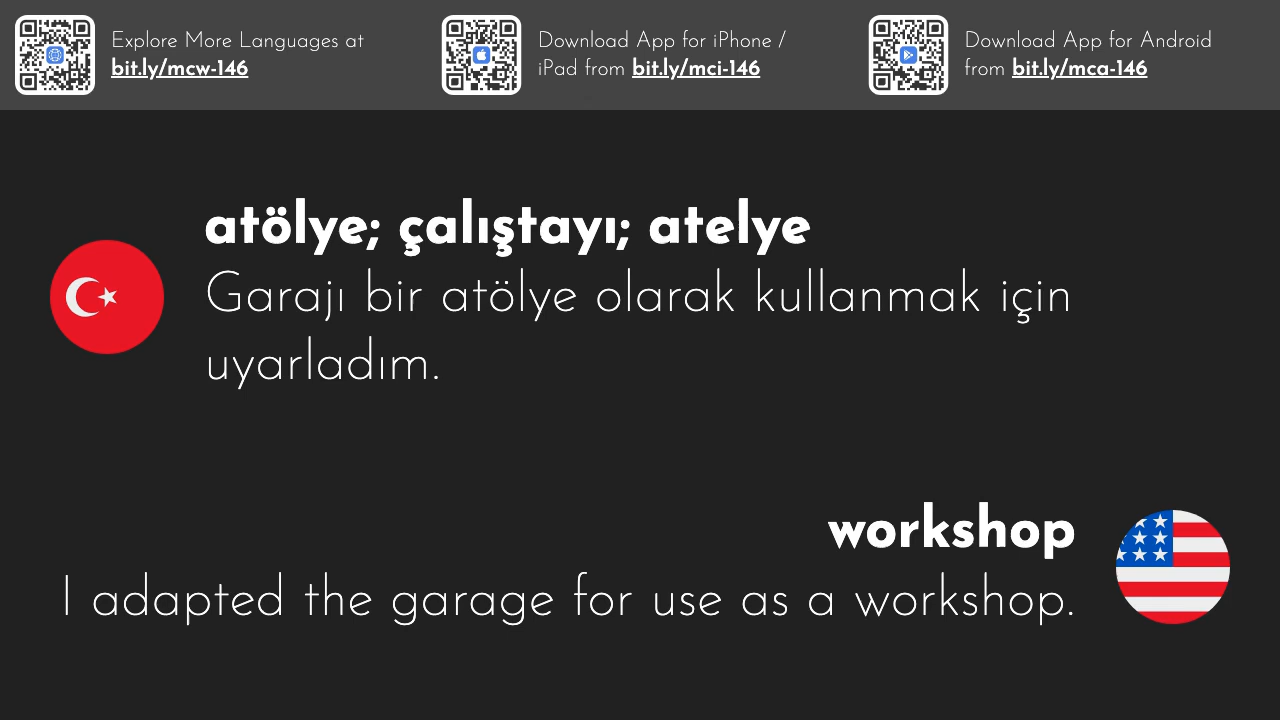 Explore More Languages at
bit.ly/mcw-146
Download App for iPhone /
iPad from bit.ly/mci-146
Download App for Android
from bit.ly/mca-146
atölye; çalıştayı; atelye
Garajı bir atölye olarak kullanmak için
uyarladım.
workshop
I adapted the garage for use as a workshop.